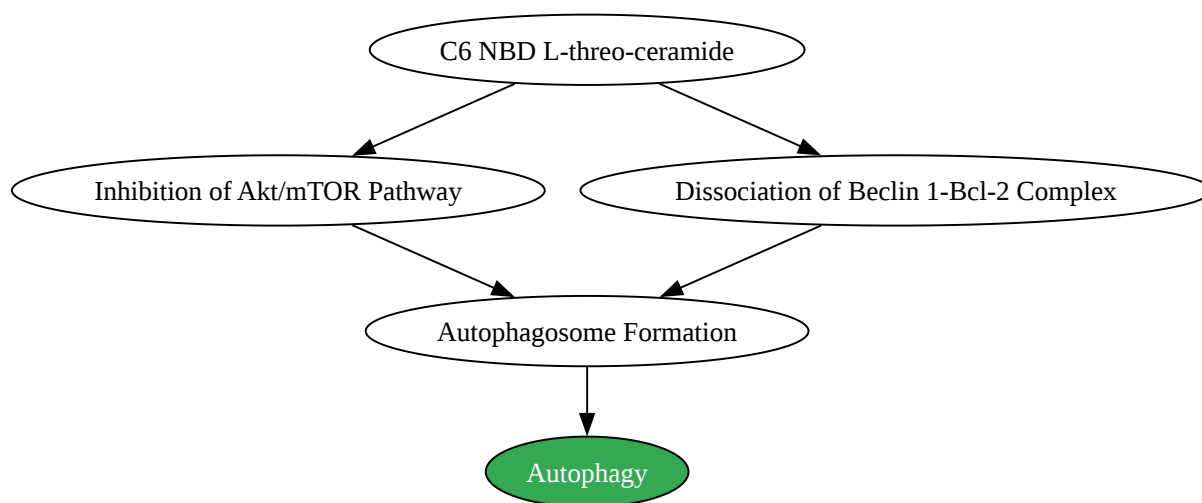 C6 NBD L-threo-ceramide
Inhibition of Akt/mTOR Pathway
Dissociation of Beclin 1-Bcl-2 Complex
Autophagosome Formation
Autophagy